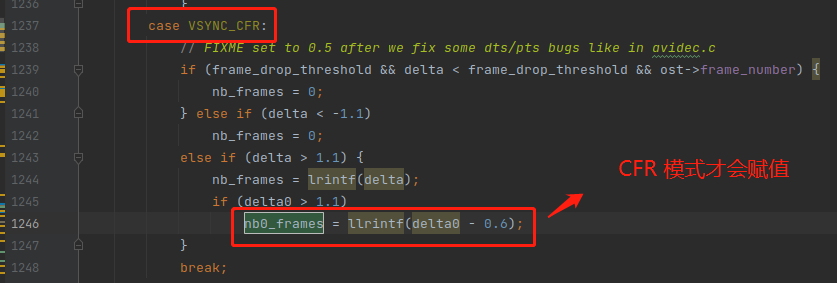 1236 }
1237 case VSYNC_CFR:
1238 // FIXME set to 0.5 after we fix some dts/pts bugs like in avidec.c
1239 if (frame_drop_threshold && delta < frame_drop_threshold && ost->frame_number) {
1240 nb_frames = 0;
1241 } else if (delta < -1.1)
1242 nb_frames = 0;
1243 else if (delta > 1.1) {
1244 nb_frames = lrintf(delta);
1245 if (delta0 > 1.1)
1246 nb0_frames = llrintf(delta0 - 0.6);
CFR 模式才会赋值
1247 }
1248 break;